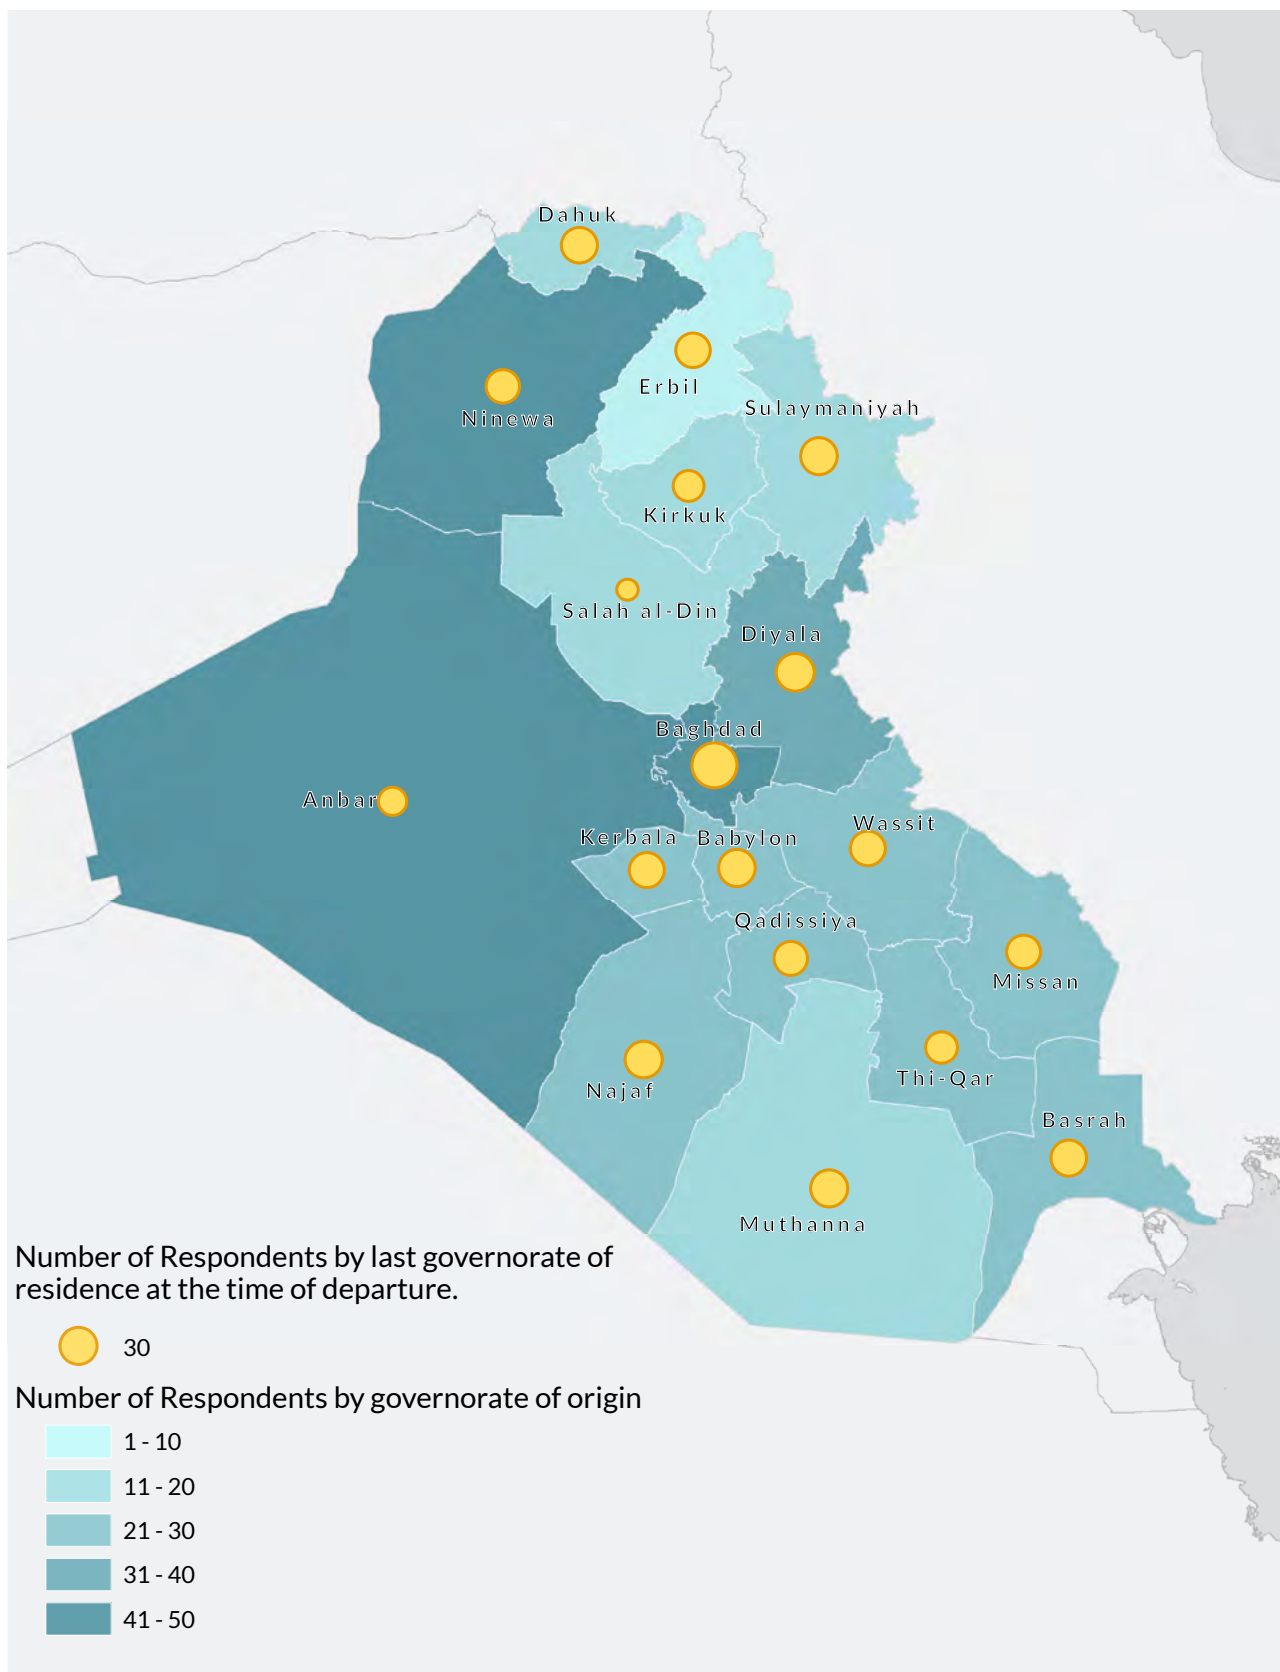 Dahuk
Erbil
Ninewa
Sulaymaniyah
Kirkuk
Salah al-Din
Diyala
Baghdad
Anbar
Kerbala
Babylon
Wassit
Qadissiya
Missan
Thi-Qar
Najaf
Basrah
Muthanna
Number of Respondents by last governorate of
residence at the time of departure.
30
Number of Respondents by governorate of origin
1 - 10
11 - 20
21 - 30
31 - 40
41 - 50